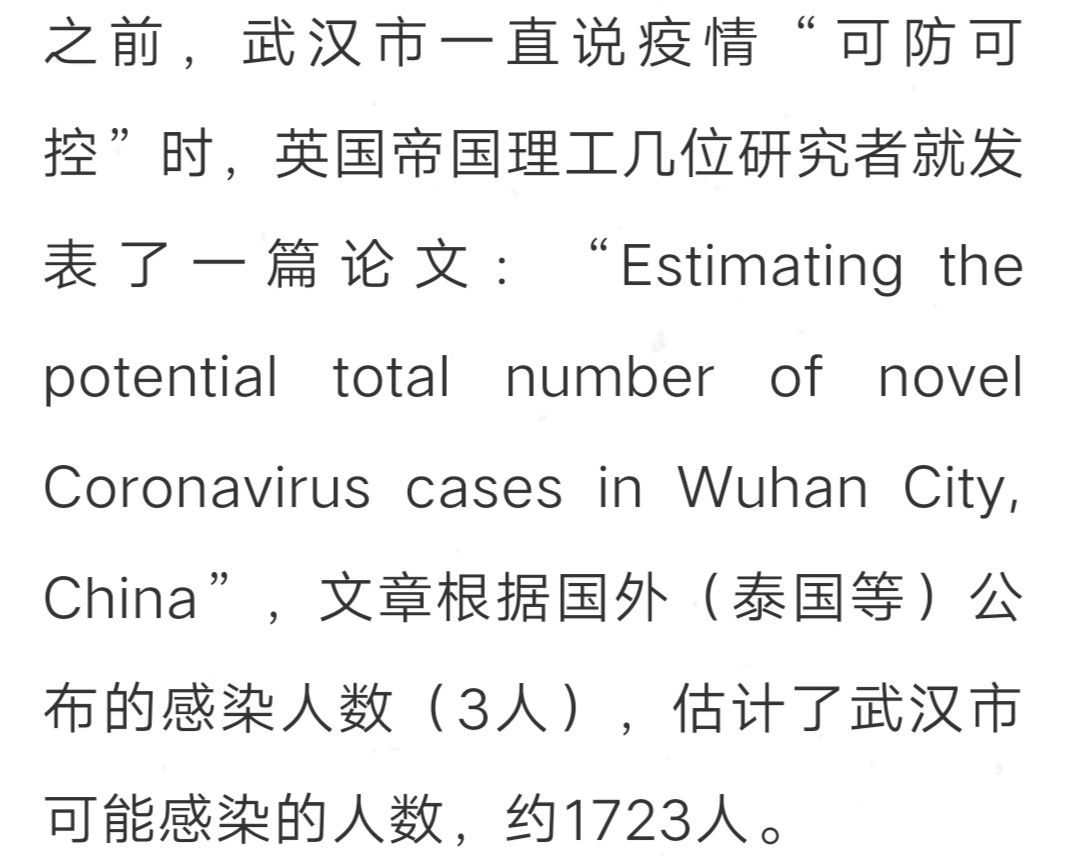 之前，武汉市一直说疫情“可防可
控”时，英国帝国理工几位研究者就发
表了一篇论文：“Estimating the
potential total number of novel
Coronavirus cases in Wuhan City,
China”，文章根据国外（泰国等）公
布的感染人数（3人），估计了武汉市
可能感染的人数，约1723人。